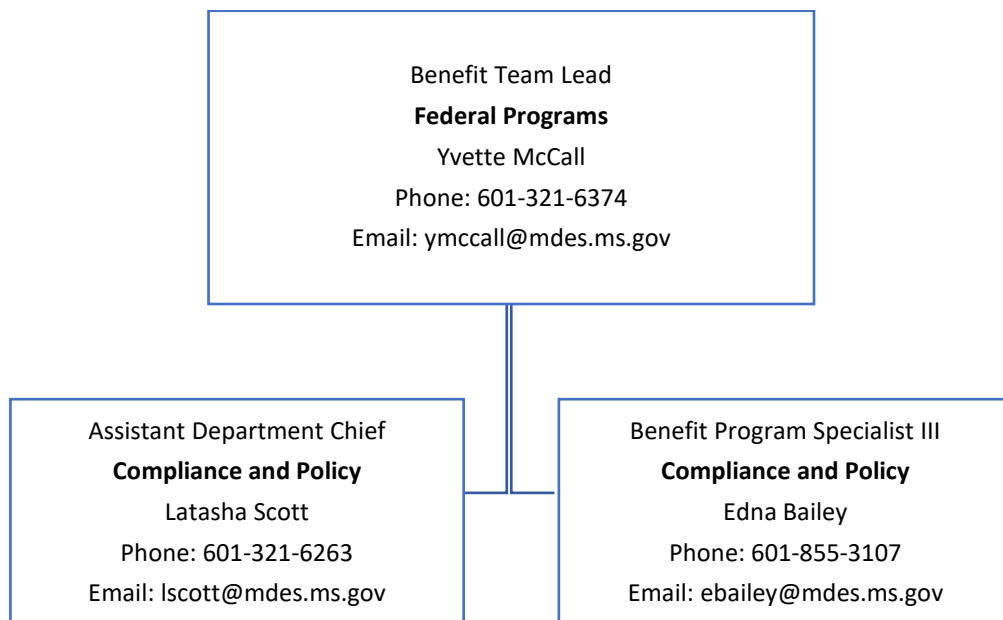 Benefit Team Lead
Federal Programs
Yvette McCall
Phone: 601-321-6374
Email: ymccall@mdes.ms.gov
Assistant Department Chief
Compliance and Policy
Latasha Scott
Phone: 601-321-6263
Email: lscott@mdes.ms.gov
Benefit Program Specialist III
Compliance and Policy
Edna Bailey
Phone: 601-855-3107
Email: ebailey@mdes.ms.gov